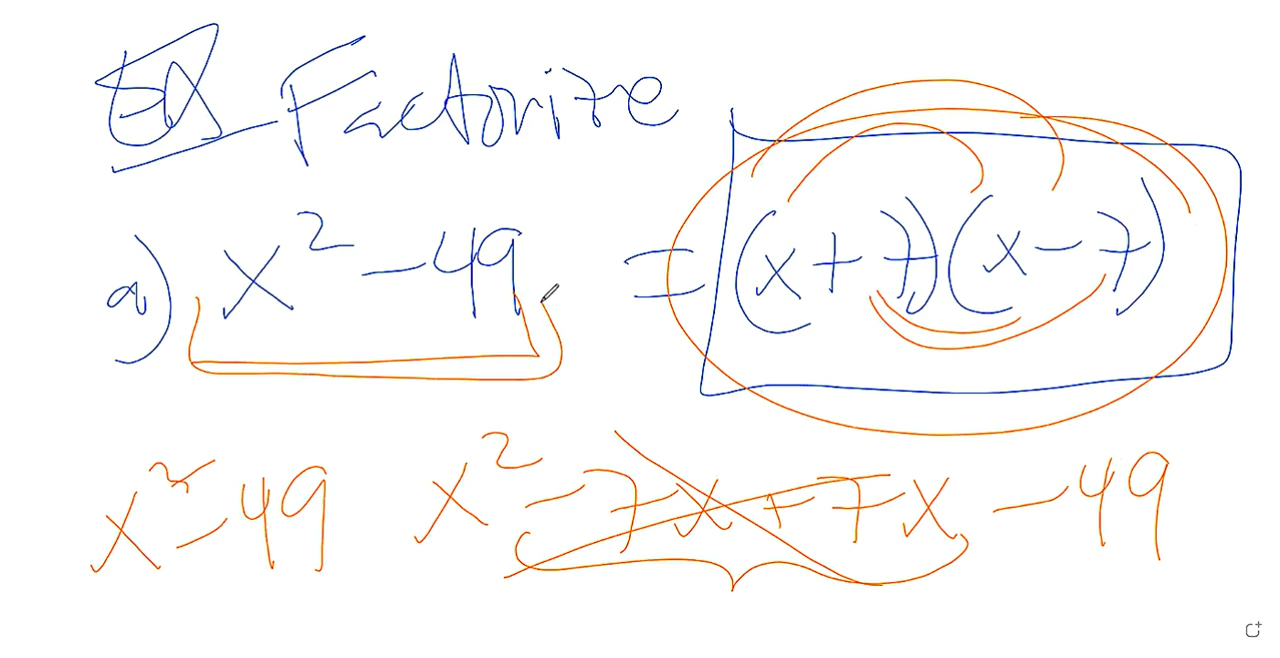 EX Factorize
a) x² - 49 = (x + 7)(x - 7)
x² - 49 x² - 7x + 7x - 49